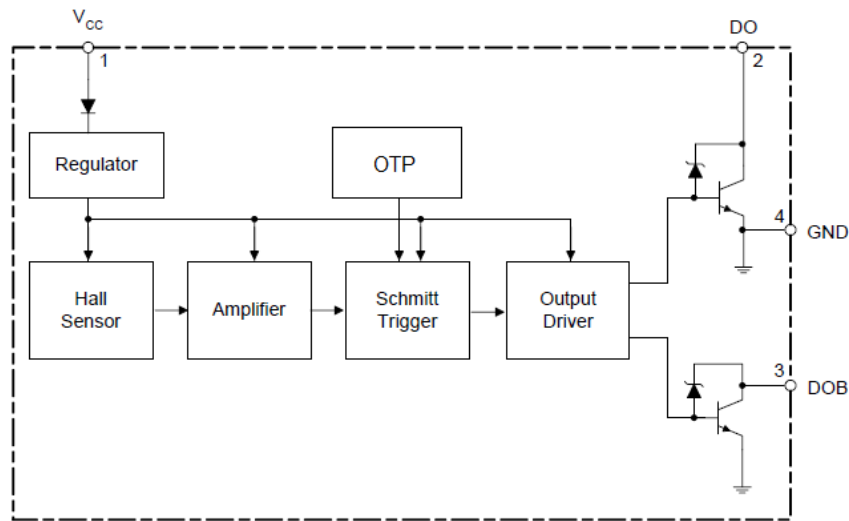 VCC
DO
1
2
Regulator
OTP
4
GND
Hall
Sensor
Amplifier
Schmitt
Trigger
Output
Driver
3
DOB